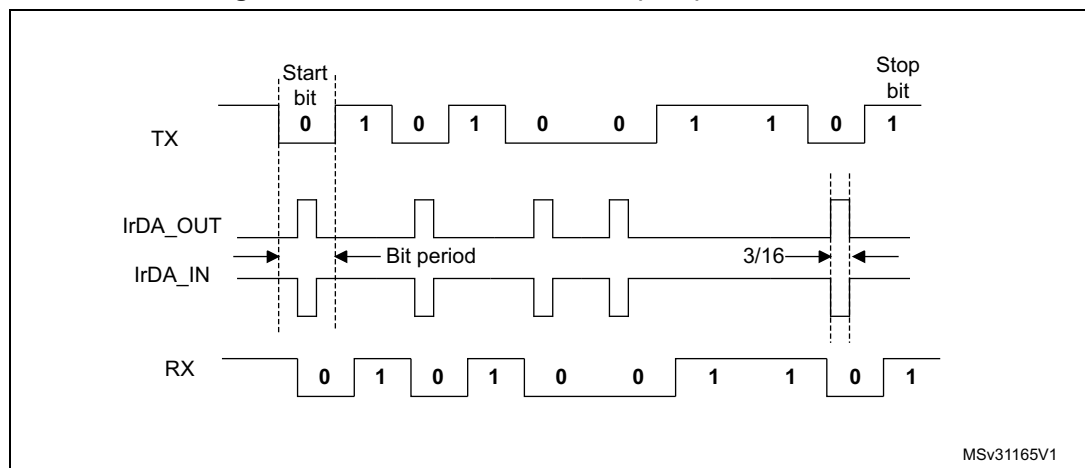 Start
bit
Stop
bit
TX
0 1 0 1 0 0 1 1 0 1
IrDA_OUT
Bit period
3/16
IrDA_IN
RX
0 1 0 1 0 0 1 1 0 1
MSv31165V1